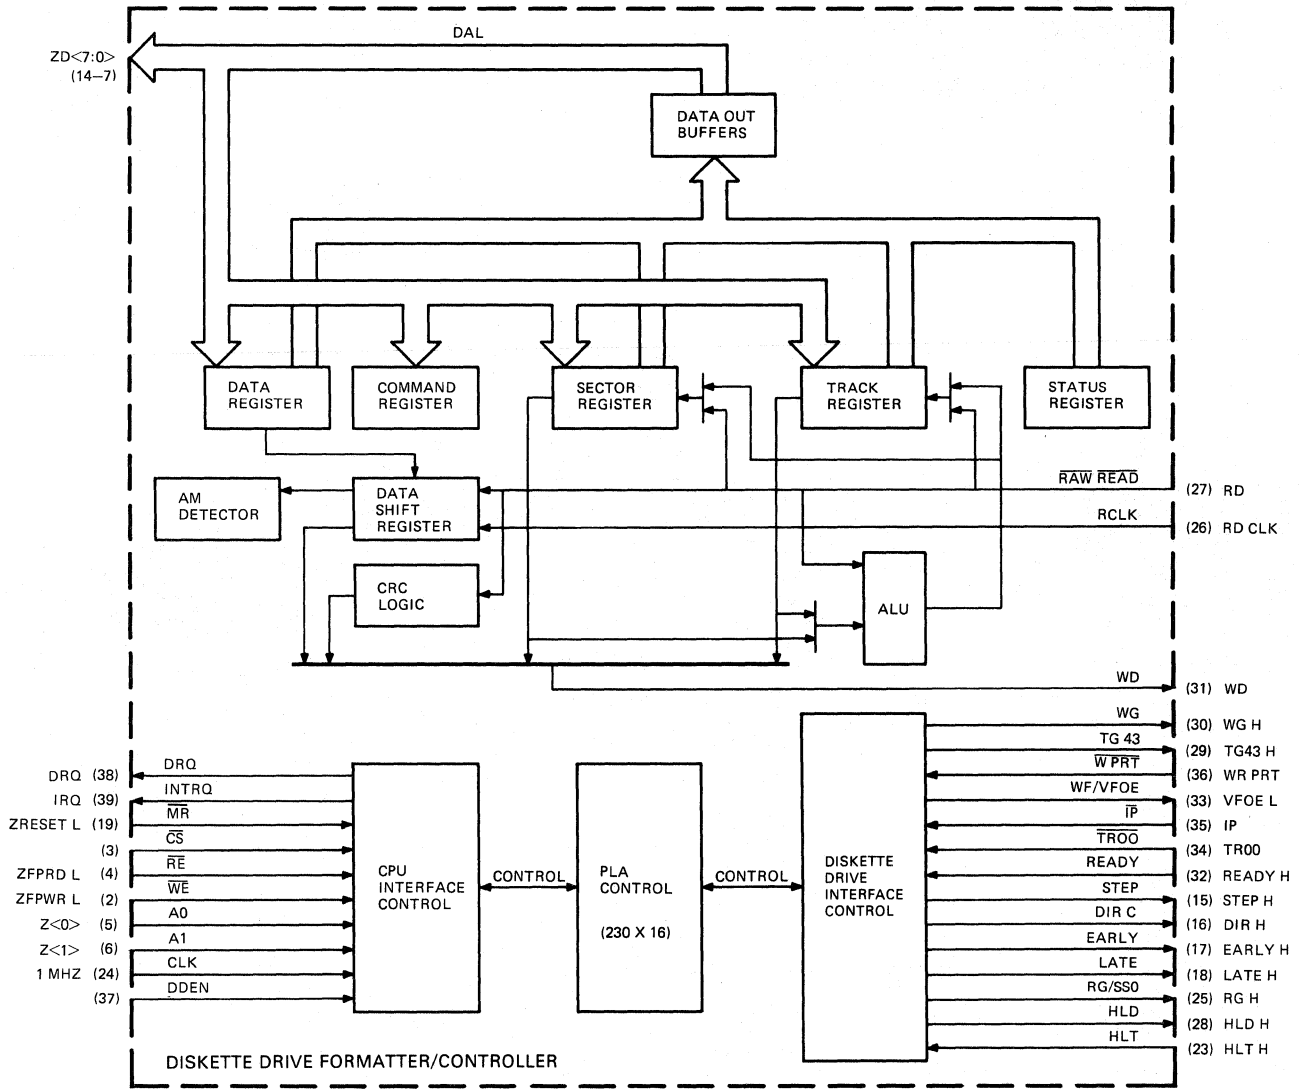 DAL
ZD<7:0>
(14–7)
DATA OUT
BUFFERS
DATA
REGISTER
COMMAND
REGISTER
SECTOR
REGISTER
TRACK
REGISTER
STATUS
REGISTER
AM
DETECTOR
DATA
SHIFT
REGISTER
RAW READ
(27) RD
RCLK
(26) RD CLK
CRC
LOGIC
ALU
WD
(31) WD
WG
(30) WG H
TG 43
(29) TG43 H
W PRT
(36) WR PRT
WF/VFOE
(33) VFOE L
IP
(35) IP
TROO
(34) TR00
READY
(32) READY H
STEP
(15) STEP H
DIR C
(16) DIR H
EARLY
(17) EARLY H
LATE
(18) LATE H
RG/SS0
(25) RG H
HLD
(28) HLD H
HLT
(23) HLT H
DRQ (38) DRQ
IRQ (39) INTRQ
ZRESET L (19) MR
(3) CS
ZFPRD L (4) RE
ZFPWR L (2) WE
Z<0> (5) A0
Z<1> (6) A1
1 MHZ (24) CLK
(37) DDEN
CPU
INTERFACE
CONTROL
CONTROL
PLA
CONTROL
(230 X 16)
CONTROL
DISKETTE
DRIVE
INTERFACE
CONTROL
DISKETTE DRIVE FORMATTER/CONTROLLER